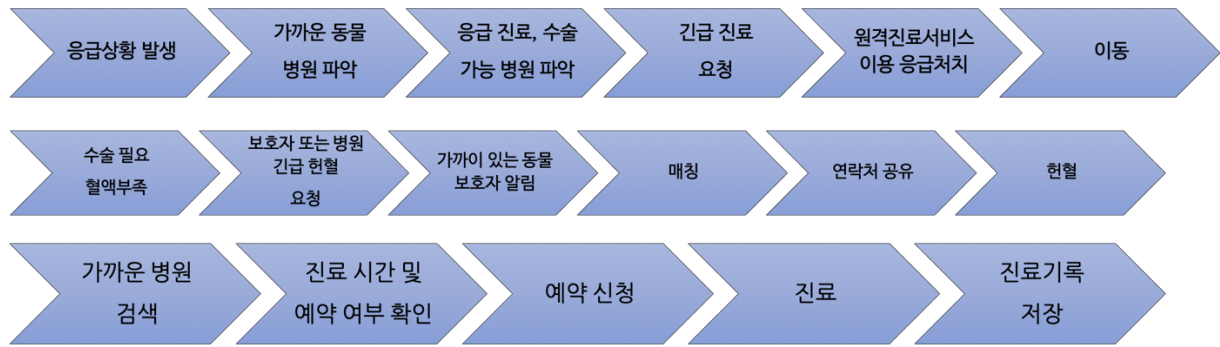 응급상황 발생
가까운 동물
병원 파악
응급 진료, 수술
가능 병원 파악
긴급 진료
요청
원격진료서비스
이용 응급처치
이동
수술 필요
혈액부족
보호자 또는 병원
긴급 헌혈
요청
가까이 있는 동물
보호자 알림
매칭
연락처 공유
헌혈
가까운 병원
검색
진료 시간 및
예약 여부 확인
예약 신청
진료
진료기록
저장